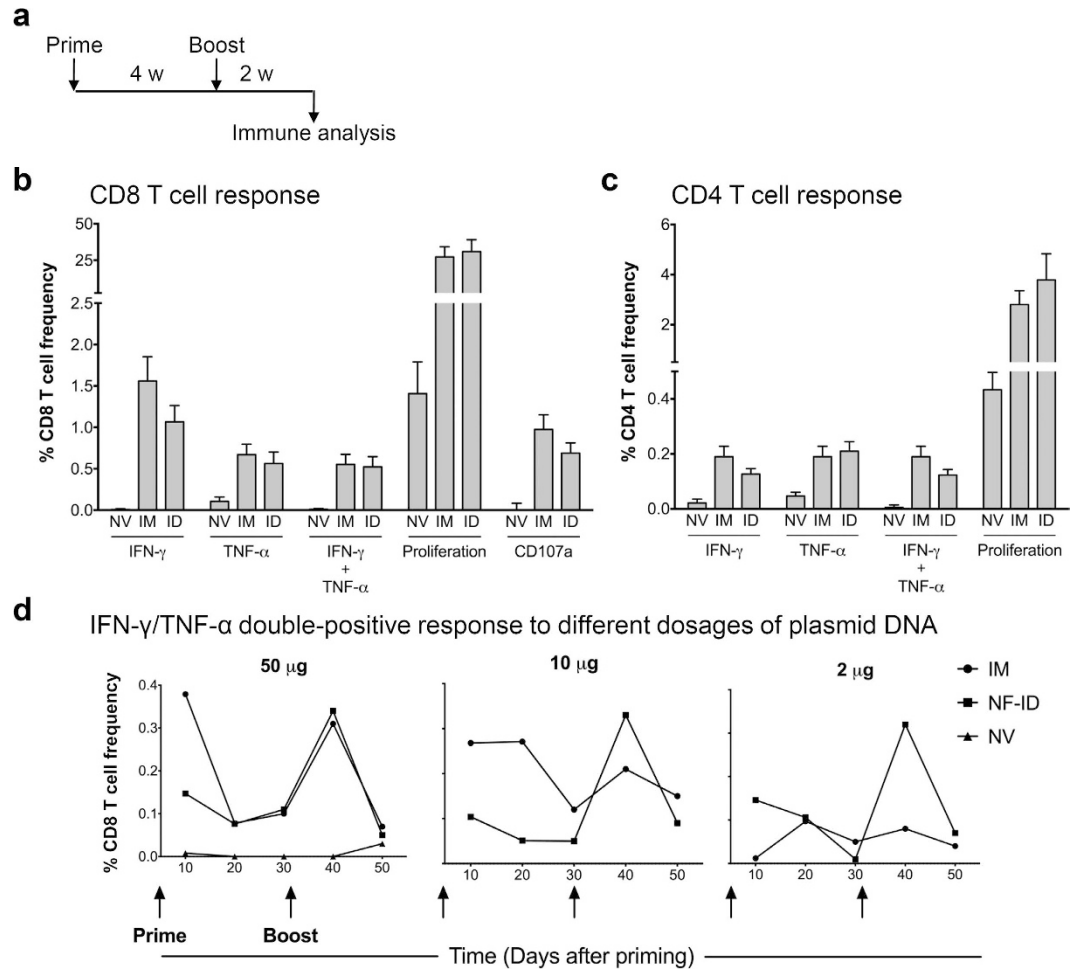 a
Prime Boost
4 w 2 w
Immune analysis
b
CD8 T cell response
% CD8 T cell frequency
50
25
2.5
2.0
1.5
1.0
0.5
0.0
NV IM ID NV IM ID NV IM ID NV IM ID NV IM ID
IFN-γ TNF-α IFN-γ + TNF-α Proliferation CD107a
c
CD4 T cell response
% CD4 T cell frequency
6
4
2
0.4
0.2
0.0
NV IM ID NV IM ID NV IM ID NV IM ID
IFN-γ TNF-α IFN-γ + TNF-α Proliferation
d
IFN-γ/TNF-α double-positive response to different dosages of plasmid DNA
50 μg 10 μg 2 μg
IM
NF-ID
NV
% CD8 T cell frequency
0.4
0.3
0.2
0.1
0.0
10 20 30 40 50 10 20 30 40 50 10 20 30 40 50
Prime Boost
Time (Days after priming)